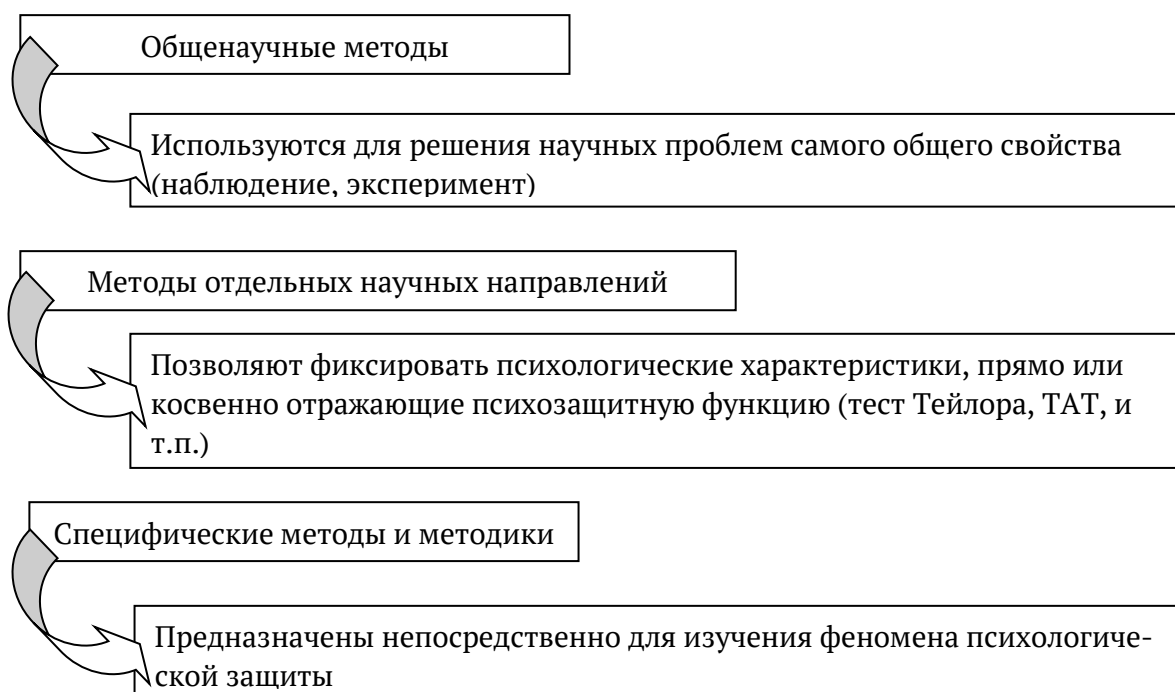 Общенаучные методы
Используются для решения научных проблем самого общего свойства
(наблюдение, эксперимент)
Методы отдельных научных направлений
Позволяют фиксировать психологические характеристики, прямо или
косвенно отражающие психозащитную функцию (тест Тейлора, ТАТ, и
т.п.)
Специфические методы и методики
Предназначены непосредственно для изучения феномена психологиче-
ской защиты